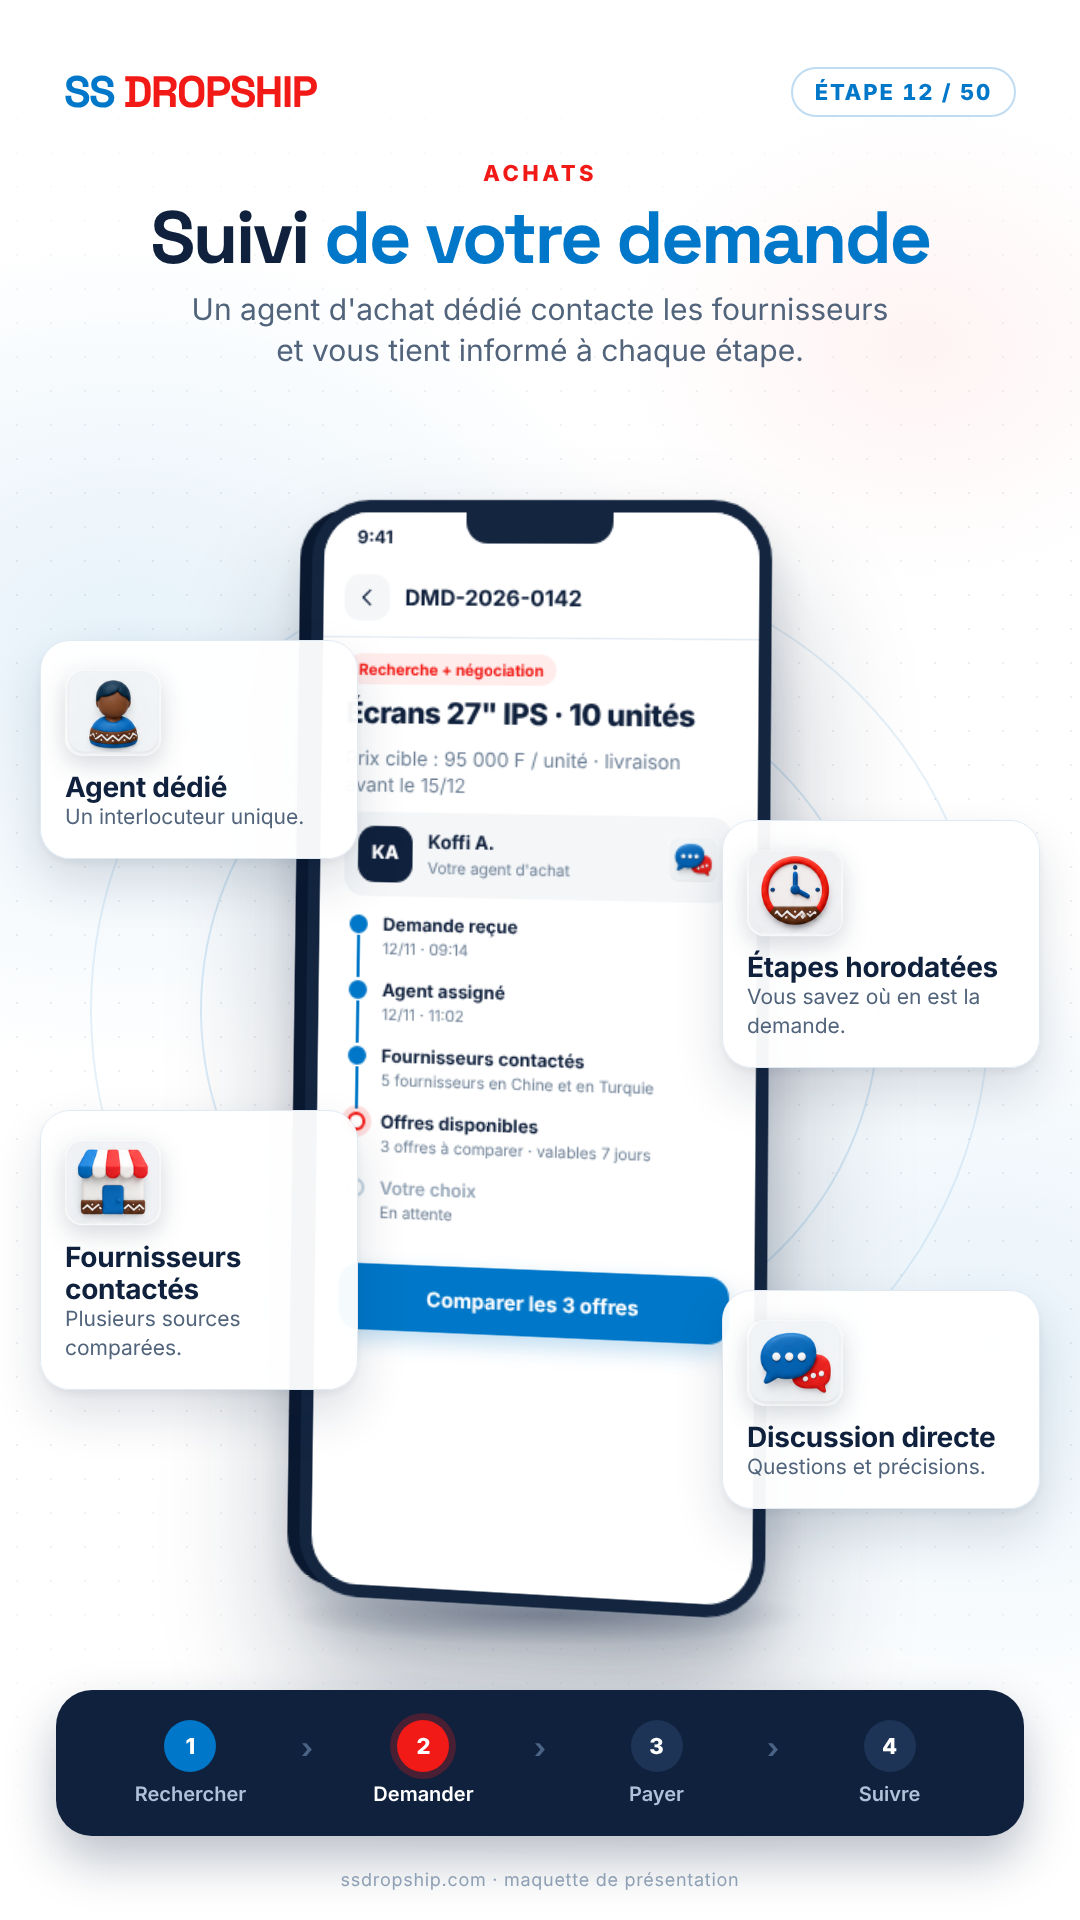 SS DROPSHIP
ÉTAPE 12 / 50
ACHATS
Suivi de votre demande
Un agent d'achat dédié contacte les fournisseurs
et vous tient informé à chaque étape.
9:41
DMD-2026-0142
Recherche + négociation
Écrans 27" IPS · 10 unités
rix cible : 95 000 F / unité · livraison
vant le 15/12
KA
Koffi A.
Votre agent d'achat
Demande reçue
12/11 · 09:14
Agent assigné
12/11 · 11:02
Fournisseurs contactés
5 fournisseurs en Chine et en Turquie
Offres disponibles
3 offres à comparer · valables 7 jours
Votre choix
En attente
Comparer les 3 offres
Agent dédié
Un interlocuteur unique.
Étapes horodatées
Vous savez où en est la
demande.
Fournisseurs
contactés
Plusieurs sources
comparées.
Discussion directe
Questions et précisions.
1
Rechercher
›
2
Demander
›
3
Payer
›
4
Suivre
ssdropship.com · maquette de présentation